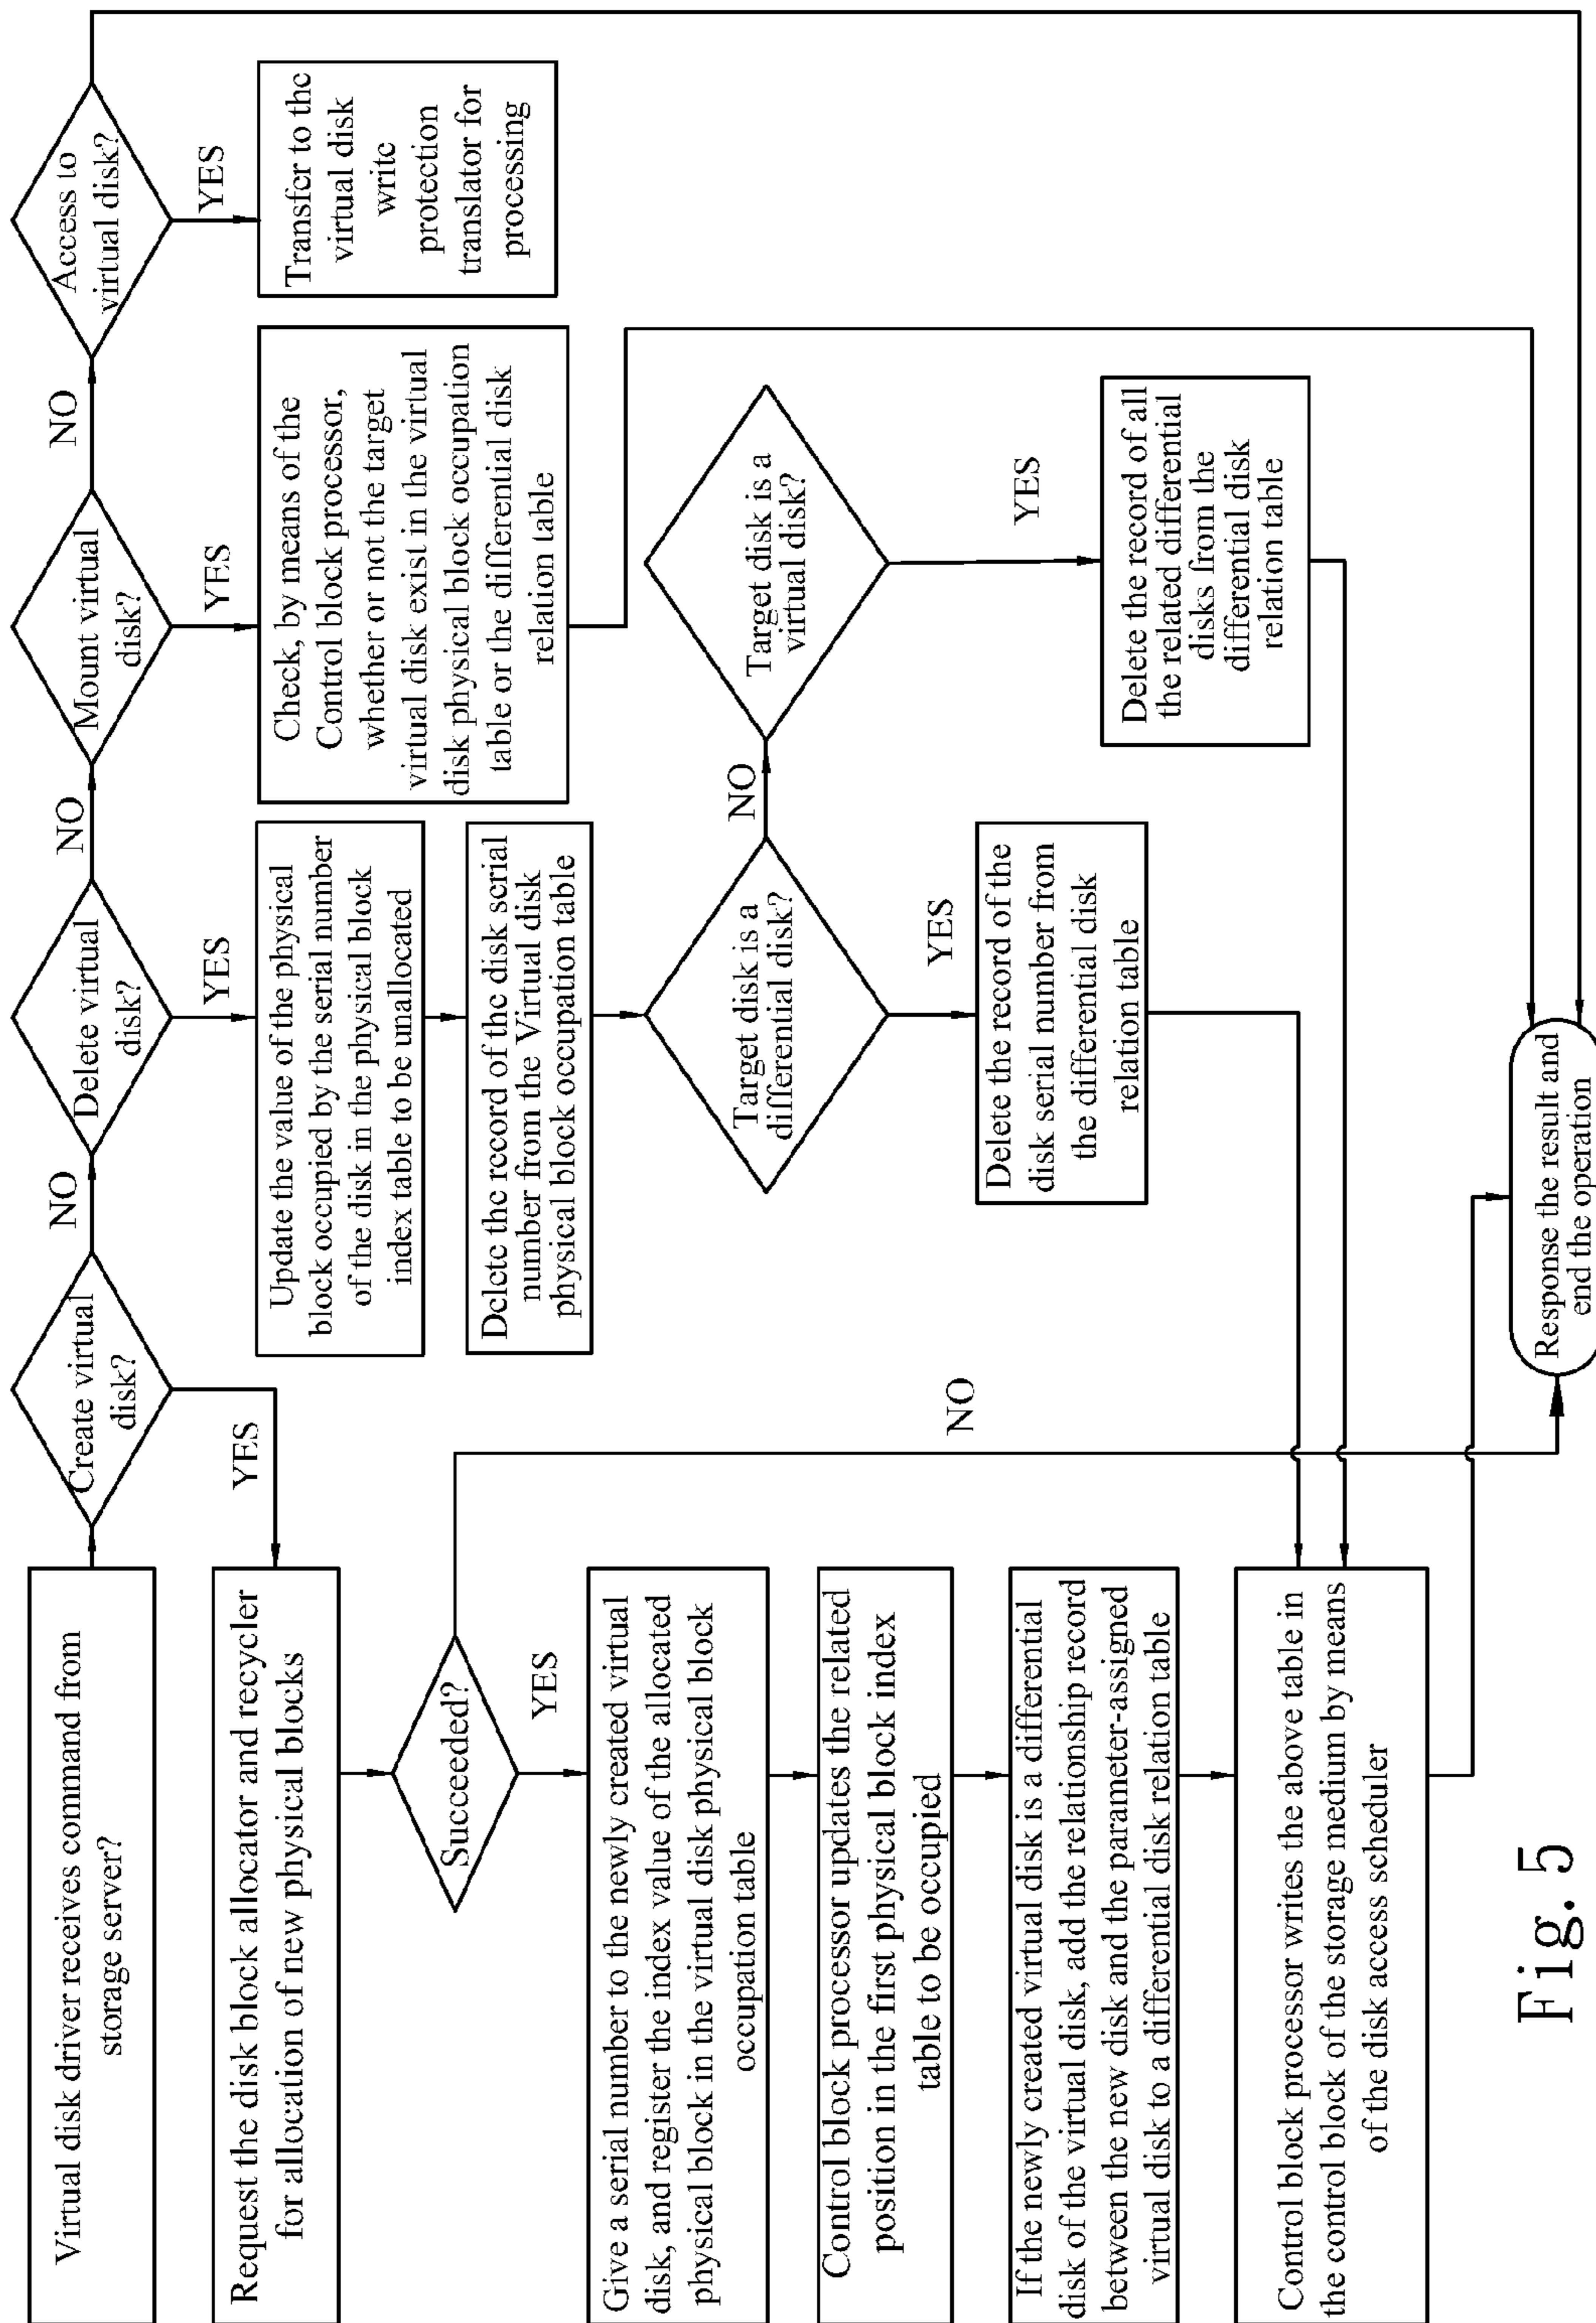 Virtual disk driver receives command from
storage server?
Create virtual
disk?
NO
Delete virtual
disk?
NO
Mount virtual
disk?
NO
Access to
virtual disk?
YES
YES
YES
YES
Request the disk block allocator and recycler
for allocation of new physical blocks
Update the value of the physical
block occupied by the serial number
of the disk in the physical block
index table to be unallocated
Check, by means of the
Control block processor,
whether or not the target
virtual disk exist in the virtual
disk physical block occupation
table or the differential disk
relation table
Transfer to the
virtual disk
write
protection
translator for
processing
Succeeded?
NO
YES
Delete the record of the disk serial
number from the Virtual disk
physical block occupation table
Give a serial number to the newly created virtual
disk, and register the index value of the allocated
physical block in the virtual disk physical block
occupation table
Target disk is a
differential disk?
NO
Target disk is a
virtual disk?
YES
YES
Control block processor updates the related
position in the first physical block index
table to be occupied
Delete the record of the
disk serial number from
the differential disk
relation table
Delete the record of all
the related differential
disks from the
differential disk
relation table
If the newly created virtual disk is a differential
disk of the virtual disk, add the relationship record
between the new disk and the parameter-assigned
virtual disk to a differential disk relation table
Control block processor writes the above table in
the control block of the storage medium by means
of the disk access scheduler
Response the result and
end the operation
Fig. 5